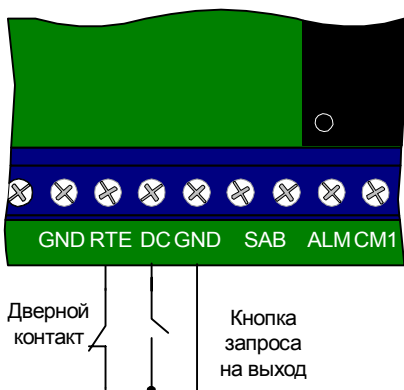 GND RTE DC GND SAB ALM CM1
Дверной
контакт
Кнопка
запроса
на выход